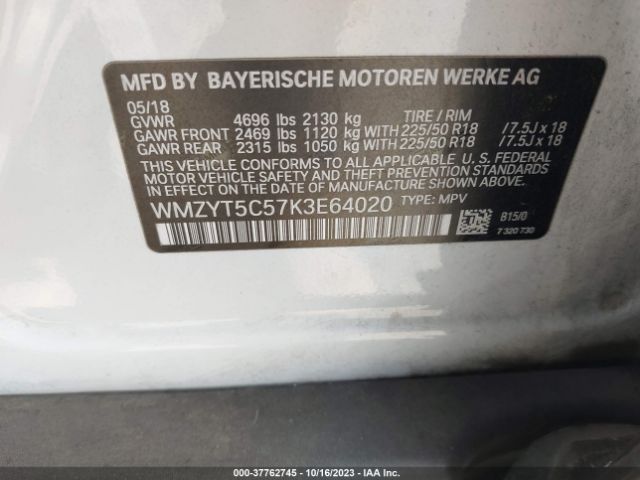 MFD BY BAYERISCHE MOTOREN WERKE AG
05/18
GVWR 4696 lbs 2130 kg TIRE / RIM
GAWR FRONT 2469 lbs 1120 kg WITH 225/50 R18 / 7.5J x 18
GAWR REAR 2315 lbs 1050 kg WITH 225/50 R18 / 7.5J x 18
THIS VEHICLE CONFORMS TO ALL APPLICABLE U. S. FEDERAL
MOTOR VEHICLE SAFETY, BUMPER, AND THEFT PREVENTION STANDARDS
IN EFFECT ON THE DATE OF MANUFACTURE SHOWN ABOVE.
WMZYT5C57K3E64020 TYPE: MPV
B15/0
7 320 730
000-37762745 - 10/16/2023 - IAA Inc.